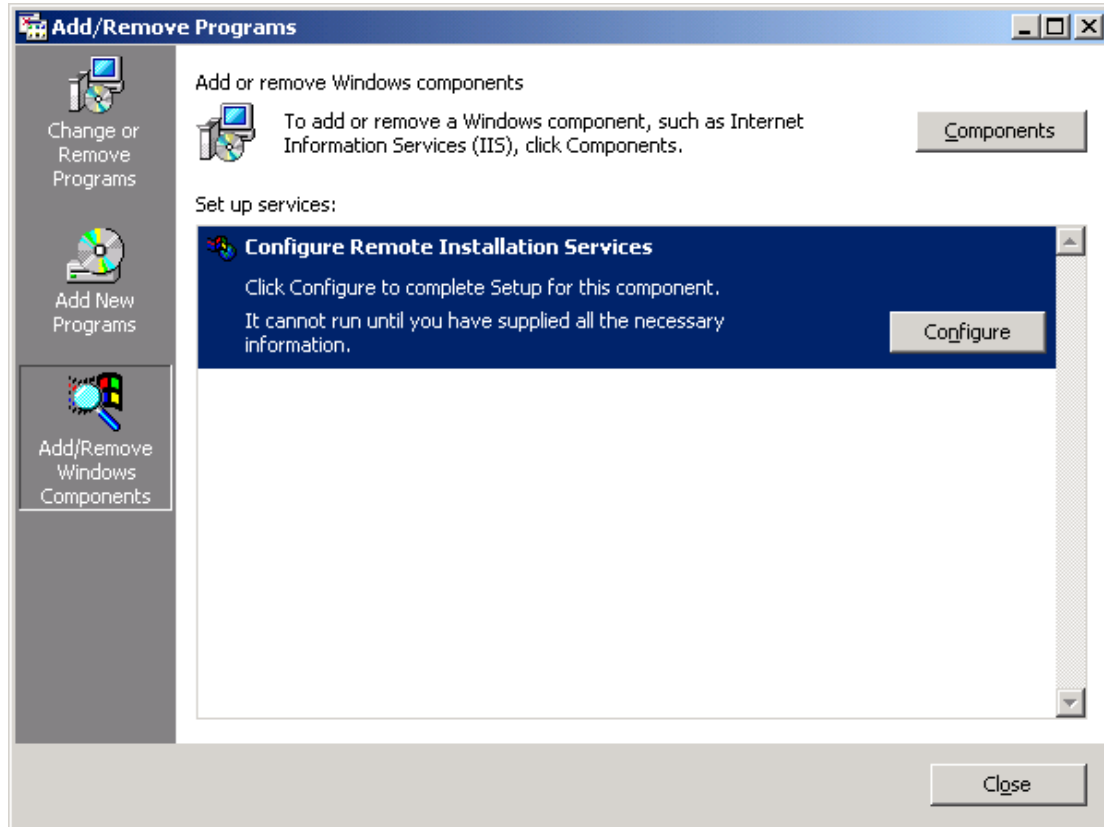 Add/Remove Programs
Change or
Remove
Programs
Add New
Programs
Add/Remove
Windows
Components
Add or remove Windows components
To add or remove a Windows component, such as Internet
Information Services (IIS), click Components.
Components
Set up services:
Configure Remote Installation Services
Click Configure to complete Setup for this component.
It cannot run until you have supplied all the necessary
information.
Configure
Close